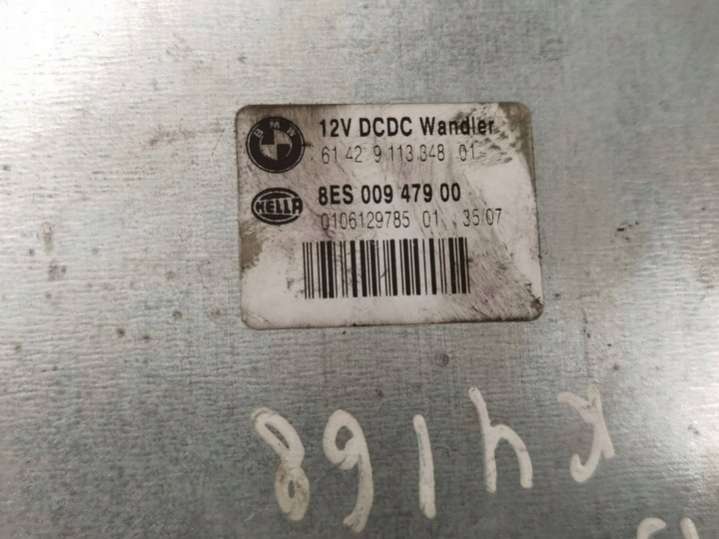 BMW
12V DCDC Wandler
61 42 9 113 348 01
HELLA
8ES 009 479 00
0106129785 01 35/07
K4168